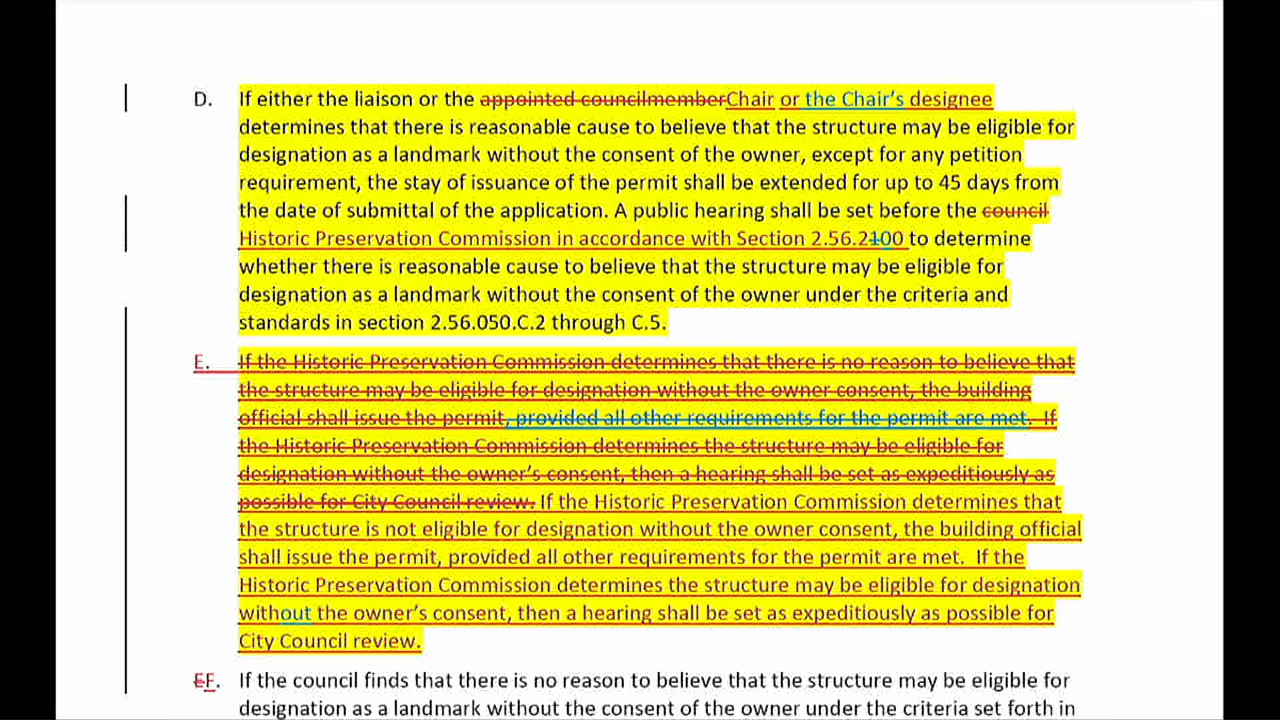 D. If either the liaison or the appointed councilmemberChair or the Chair's designee
determines that there is reasonable cause to believe that the structure may be eligible for
designation as a landmark without the consent of the owner, except for any petition
requirement, the stay of issuance of the permit shall be extended for up to 45 days from
the date of submittal of the application. A public hearing shall be set before the council
Historic Preservation Commission in accordance with Section 2.56.2100 to determine
whether there is reasonable cause to believe that the structure may be eligible for
designation as a landmark without the consent of the owner under the criteria and
standards in section 2.56.050.C.2 through C.5.
E. If the Historic Preservation Commission determines that there is no reason to believe that
the structure may be eligible for designation without the owner consent, the building
official shall issue the permit, provided all other requirements for the permit are met. If
the Historic Preservation Commission determines the structure may be eligible for
designation without the owner's consent, then a hearing shall be set as expeditiously as
possible for City Council review. If the Historic Preservation Commission determines that
the structure is not eligible for designation without the owner consent, the building official
shall issue the permit, provided all other requirements for the permit are met.  If the
Historic Preservation Commission determines the structure may be eligible for designation
without the owner's consent, then a hearing shall be set as expeditiously as possible for
City Council review.
EF. If the council finds that there is no reason to believe that the structure may be eligible for
designation as a landmark without the consent of the owner under the criteria set forth in